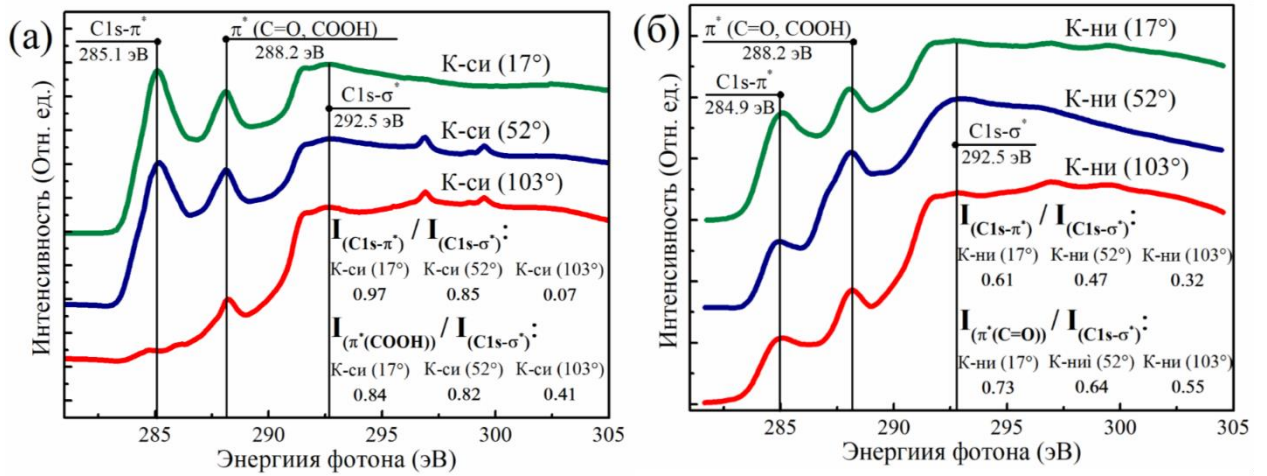 (а)
C1s-π*
285.1 эВ
π* (C=O, COOH)
288.2 эВ
К-си (17°)
C1s-σ*
292.5 эВ
К-си (52°)
К-си (103°)
I(C1s-π*) / I(C1s-σ*):
К-си (17°) К-си (52°) К-си (103°)
0.97 0.85 0.07
I(π*(COOH)) / I(C1s-σ*):
К-си (17°) К-си (52°) К-си (103°)
0.84 0.82 0.41
Интенсивность (Отн. ед.)
285 290 295 300 305
Энергиия фотона (эВ)
(б)
π* (C=O, COOH)
288.2 эВ
C1s-π*
284.9 эВ
К-ни (17°)
К-ни (52°)
C1s-σ*
292.5 эВ
К-ни (103°)
I(C1s-π*) / I(C1s-σ*):
К-ни (17°) К-ни (52°) К-ни (103°)
0.61 0.47 0.32
I(π*(C=O)) / I(C1s-σ*):
К-ни (17°) К-ниì (52°) К-ни (103°)
0.73 0.64 0.55
Интенсивность (Отн. ед.)
285 290 295 300 305
Энергиия фотона (эВ)